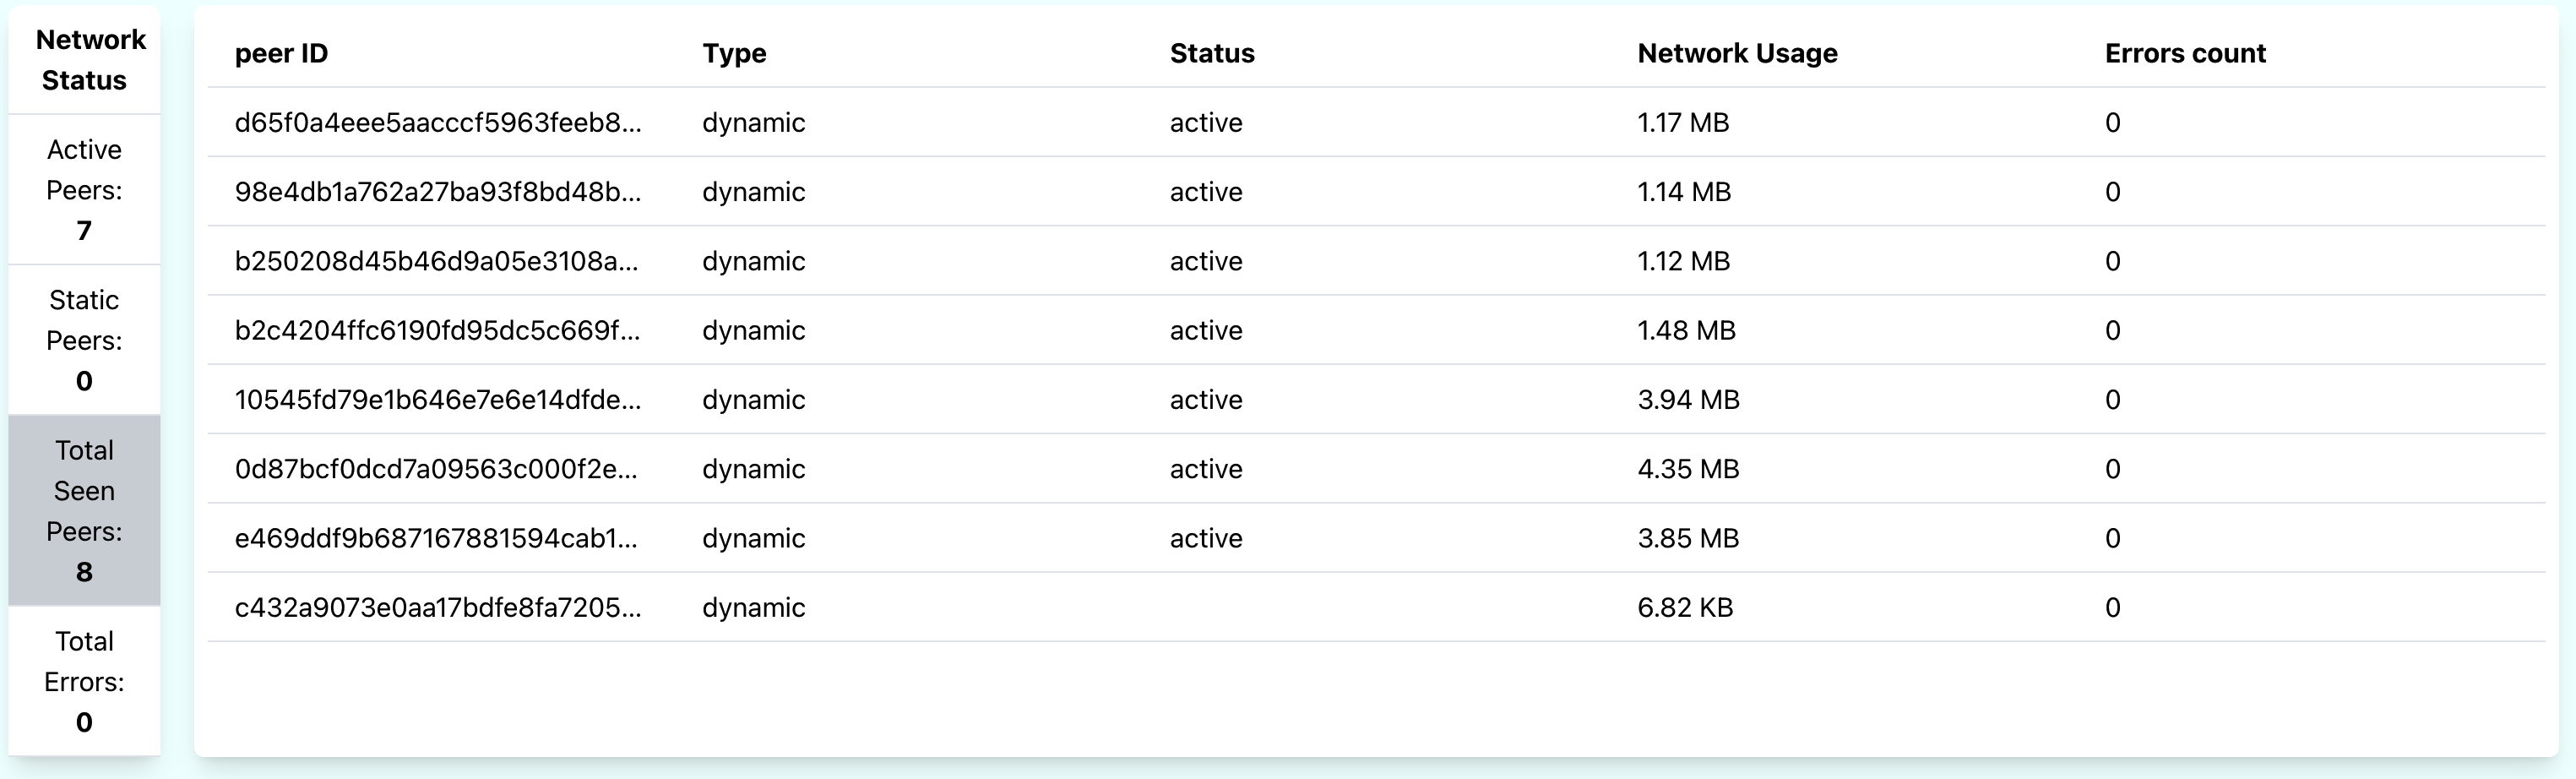 Network
Status
Active
Peers:
7
Static
Peers:
0
Total
Seen
Peers:
8
Total
Errors:
0
peer ID Type Status Network Usage Errors count
d65f0a4eee5aacccf5963feeb8... dynamic active 1.17 MB 0
98e4db1a762a27ba93f8bd48b... dynamic active 1.14 MB 0
b250208d45b46d9a05e3108a... dynamic active 1.12 MB 0
b2c4204ffc6190fd95dc5c669f... dynamic active 1.48 MB 0
10545fd79e1b646e7e6e14dfde... dynamic active 3.94 MB 0
0d87bcf0dcd7a09563c000f2e... dynamic active 4.35 MB 0
e469ddf9b687167881594cab1... dynamic active 3.85 MB 0
c432a9073e0aa17bdfe8fa7205... dynamic 6.82 KB 0